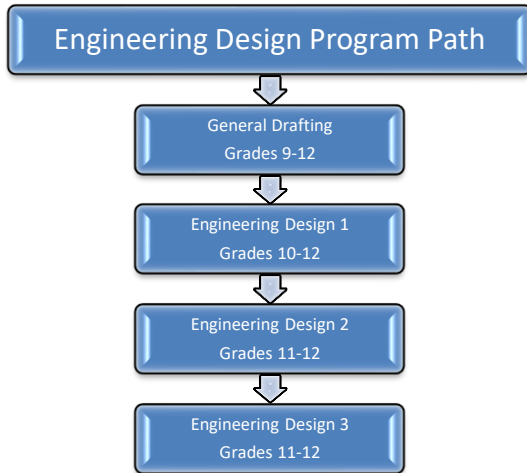 Engineering Design Program Path
General Drafting
Grades 9-12
Engineering Design 1
Grades 10-12
Engineering Design 2
Grades 11-12
Engineering Design 3
Grades 11-12